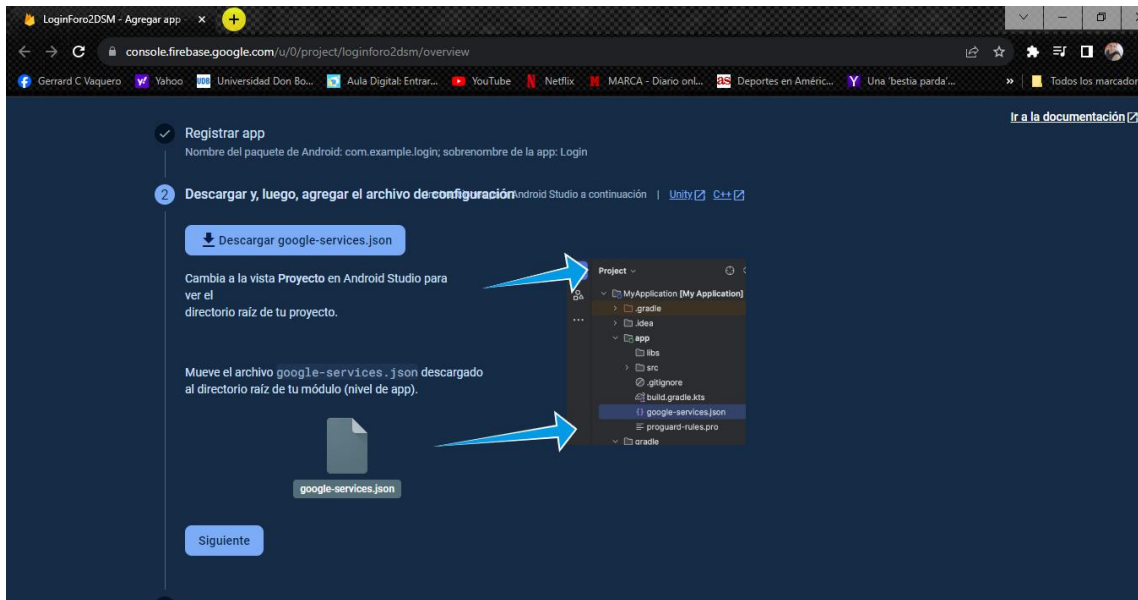 LoginForo2DSM - Agregar app
console.firebase.google.com/u/0/project/loginforo2dsm/overview
Gerrard C Vaquero Yahoo UDB Universidad Don Bo... Aula Digital: Entrar... YouTube Netflix MARCA - Diario onl... as Deportes en Améric... Una 'bestia parda'... » Todos los marcador
Ir a la documentación
Registrar app
Nombre del paquete de Android: com.example.login; sobrenombre de la app: Login
2 Descargar y, luego, agregar el archivo de configuración Android Studio a continuación | Unity C++
Descargar google-services.json
Cambia a la vista Proyecto en Android Studio para
ver el
directorio raíz de tu proyecto.
Mueve el archivo google-services.json descargado
al directorio raíz de tu módulo (nivel de app).
google-services.json
Project
MyApplication [My Application]
.gradle
.idea
app
libs
src
.gitignore
build.gradle.kts
{} google-services.json
proguard-rules.pro
gradle
Siguiente